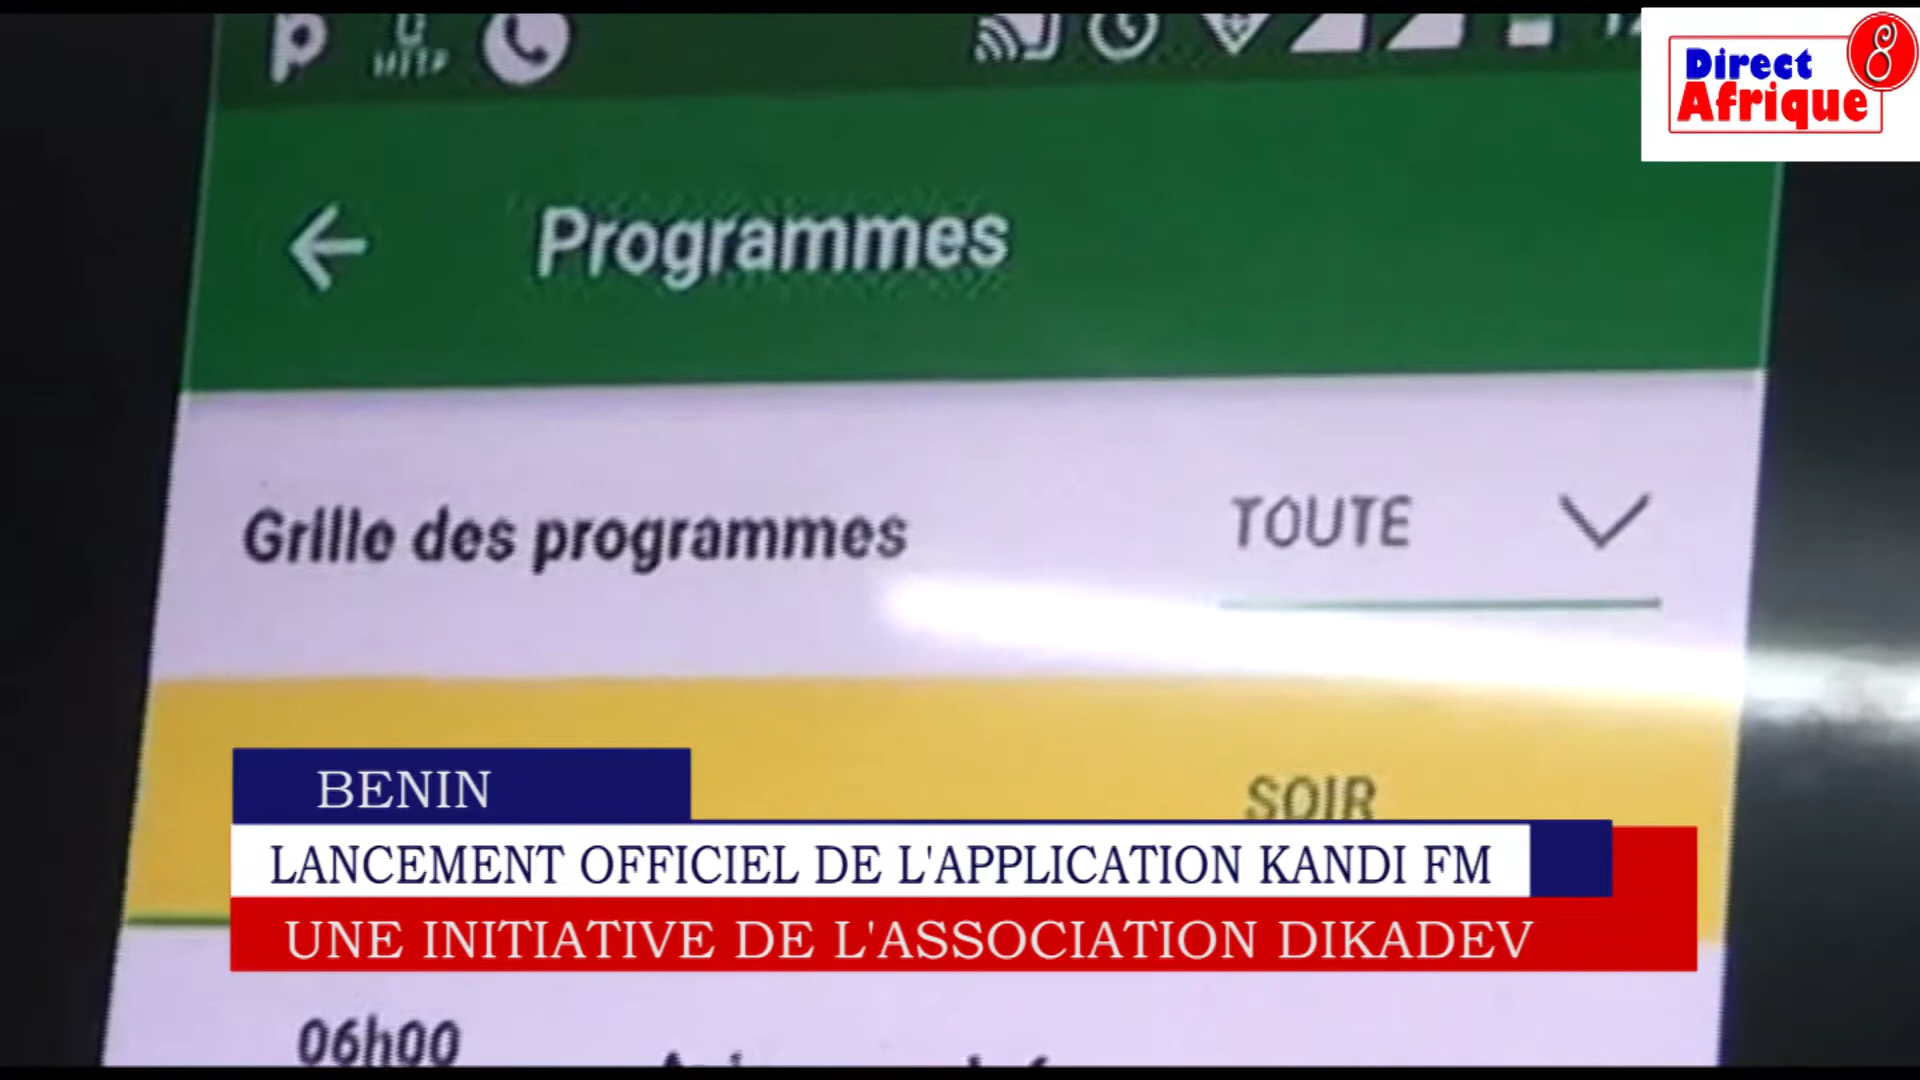 Direct 8
Afrique
Programmes
Grille des programmes
TOUTE
SOIR
BENIN
LANCEMENT OFFICIEL DE L'APPLICATION KANDI FM
UNE INITIATIVE DE L'ASSOCIATION DIKADEV
06h00